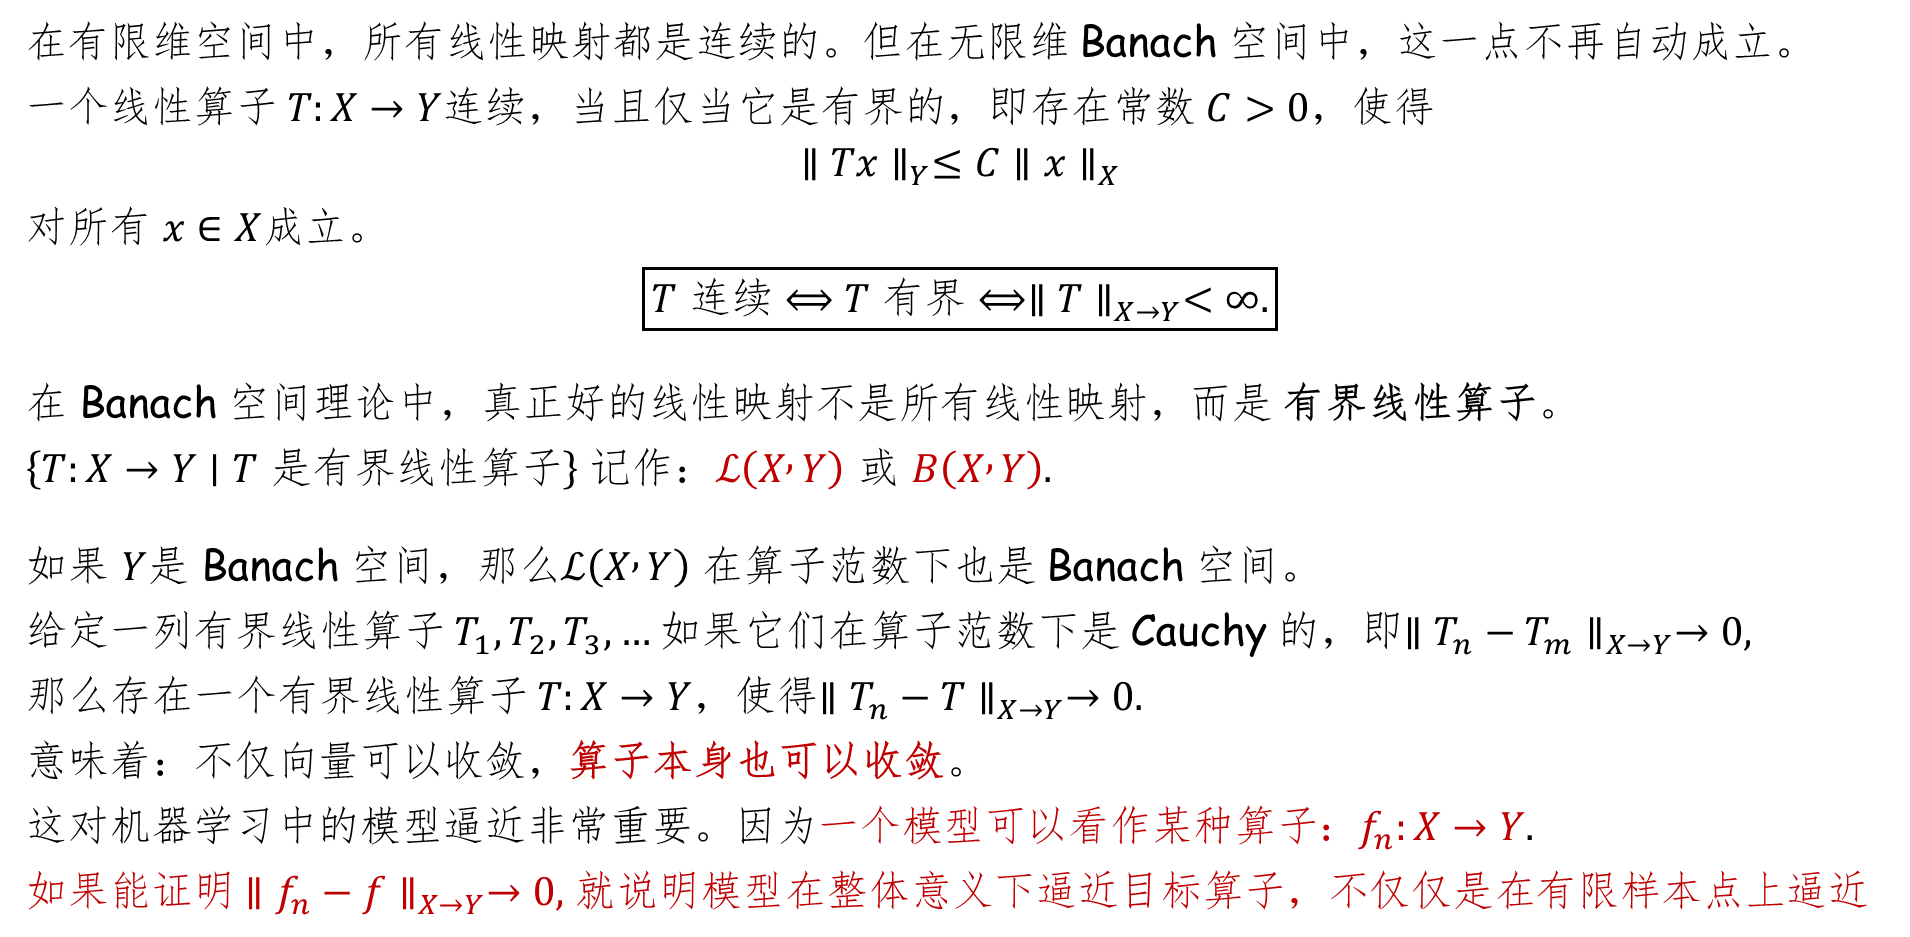 在有限维空间中，所有线性映射都是连续的。但在无限维 Banach 空间中，这一点不再自动成立。
一个线性算子 T: X → Y连续，当且仅当它是有界的，即存在常数 C > 0，使得
∥ Tx ∥_Y ≤ C ∥ x ∥_X
对所有 x ∈ X成立。
T 连续 ⟺ T 有界 ⟺∥ T ∥_{X→Y} < ∞.
在 Banach 空间理论中，真正好的线性映射不是所有线性映射，而是 有界线性算子。
{T: X → Y ∣ T 是有界线性算子} 记作：ℒ(X, Y) 或 B(X, Y).
如果 Y是 Banach 空间，那么ℒ(X, Y) 在算子范数下也是 Banach 空间。
给定一列有界线性算子 T_1, T_2, T_3, … 如果它们在算子范数下是 Cauchy 的，即∥ T_n − T_m ∥_{X→Y} → 0,
那么存在一个有界线性算子 T: X → Y，使得∥ T_n − T ∥_{X→Y} → 0.
意味着：不仅向量可以收敛，算子本身也可以收敛。
这对机器学习中的模型逼近非常重要。因为一个模型可以看作某种算子：f_n: X → Y.
如果能证明 ∥ f_n − f ∥_{X→Y} → 0, 就说明模型在整体意义下逼近目标算子，不仅仅是在有限样本点上逼近